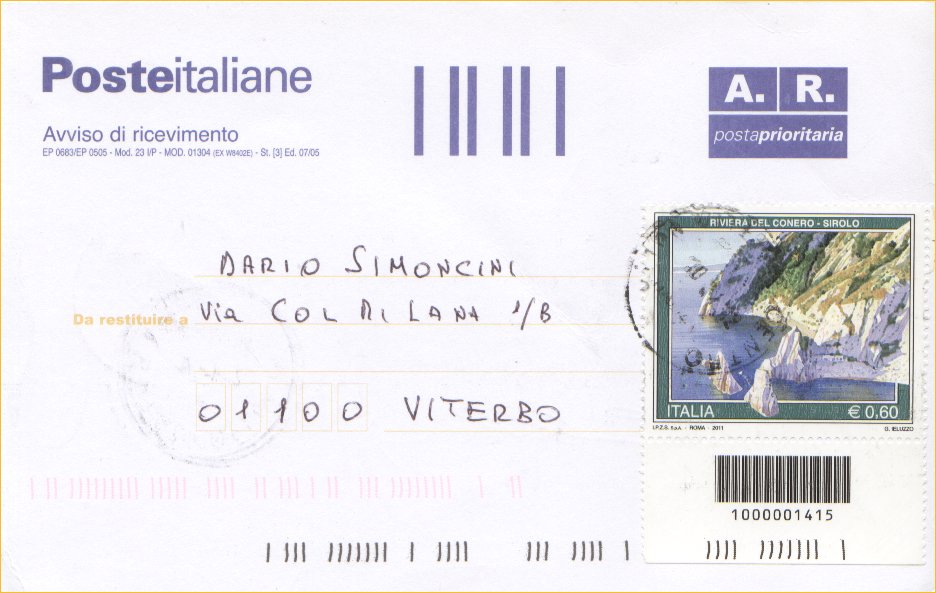 Posteitaliane
Avviso di ricevimento
EP 0683/EP 0505 - Mod. 23 I/P - MOD. 01304 (EX W8402E) - St. [3] Ed. 07/05
A. R.
postaprioritaria
RIVIERA DEL CONERO - SIROLO
DARIO SIMONCINI
Da restituire a Via COL DI LANA 1/B
01100 VITERBO
ITALIA € 0,60
I.P.Z.S. S.p.A. - ROMA - 2011 G. IELUZZO
1000001415